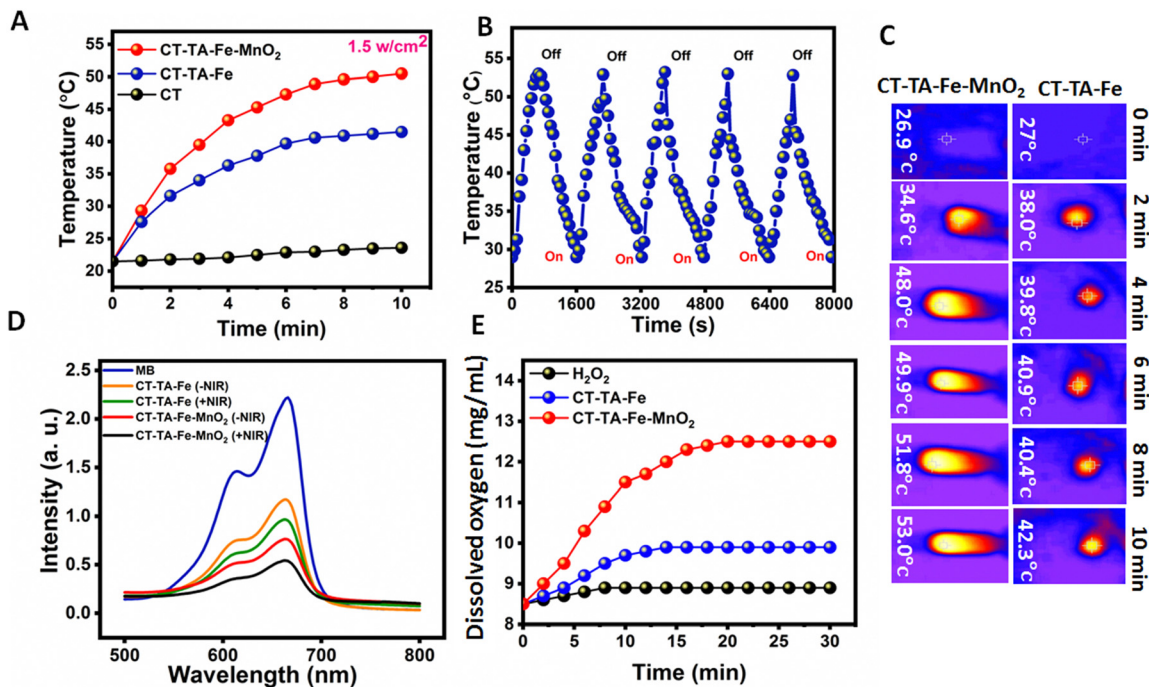 A
CT-TA-Fe-MnO₂
CT-TA-Fe
CT
1.5 w/cm²
Temperature (°C)
55
50
45
40
35
30
25
20
0 2 4 6 8 10
Time (min)
B
Off Off Off Off Off
On On On On On
Temperature (°C)
55
50
45
40
35
30
25
0 1600 3200 4800 6400 8000
Time (s)
C
CT-TA-Fe-MnO₂ CT-TA-Fe
26.9°C 27°C 0 min
34.6°C 38.0°C 2 min
48.0°C 39.8°C 4 min
49.9°C 40.9°C 6 min
51.8°C 40.4°C 8 min
53.0°C 42.3°C 10 min
D
MB
CT-TA-Fe (-NIR)
CT-TA-Fe (+NIR)
CT-TA-Fe-MnO₂ (-NIR)
CT-TA-Fe-MnO₂ (+NIR)
Intensity (a. u.)
2.5
2.0
1.5
1.0
0.5
0.0
500 600 700 800
Wavelength (nm)
E
H₂O₂
CT-TA-Fe
CT-TA-Fe-MnO₂
Dissolved oxygen (mg/mL)
14
13
12
11
10
9
8
0 5 10 15 20 25 30
Time (min)